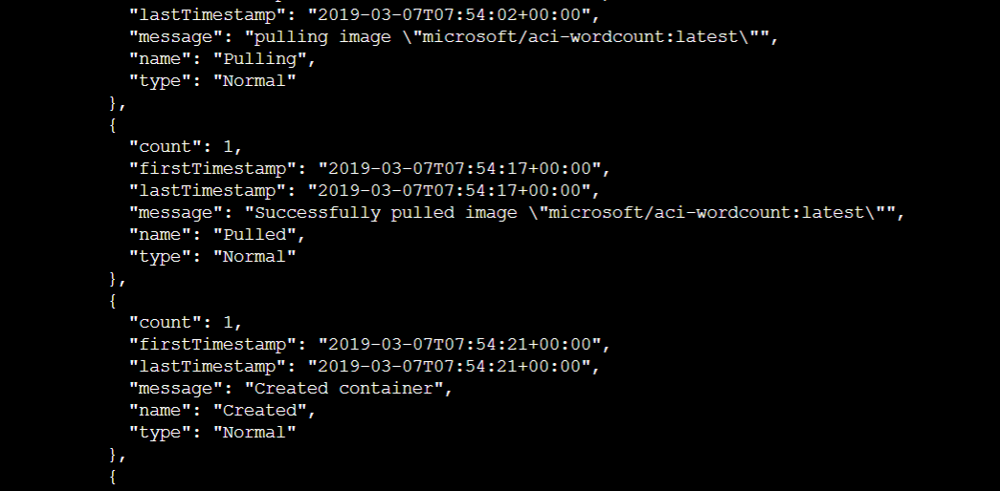 "lastTimestamp": "2019-03-07T07:54:02+00:00",
"message": "pulling image \"microsoft/aci-wordcount:latest\"",
"name": "Pulling",
"type": "Normal"
},
{
"count": 1,
"firstTimestamp": "2019-03-07T07:54:17+00:00",
"lastTimestamp": "2019-03-07T07:54:17+00:00",
"message": "Successfully pulled image \"microsoft/aci-wordcount:latest\"",
"name": "Pulled",
"type": "Normal"
},
{
"count": 1,
"firstTimestamp": "2019-03-07T07:54:21+00:00",
"lastTimestamp": "2019-03-07T07:54:21+00:00",
"message": "Created container",
"name": "Created",
"type": "Normal"
},
{